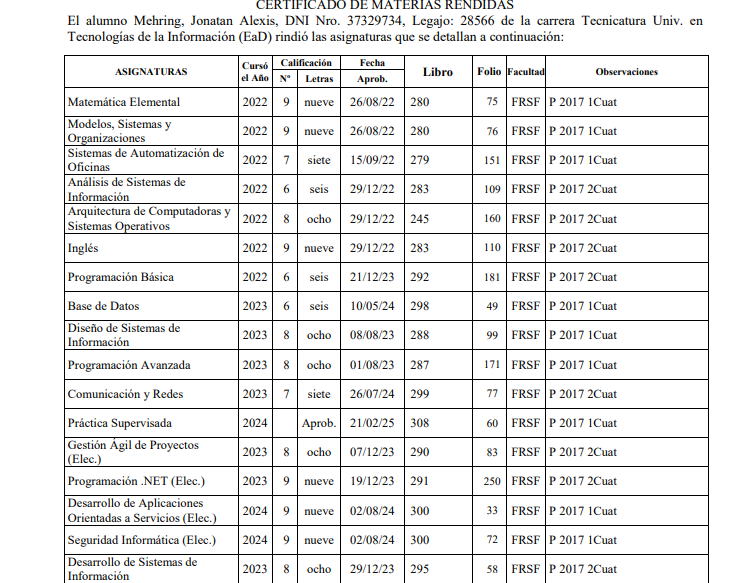 CERTIFICADO DE MATERIAS RENDIDAS
El alumno Mehring, Jonatan Alexis, DNI Nro. 37329734, Legajo: 28566 de la carrera Tecnicatura Univ. en
Tecnologías de la Información (EaD) rindió las asignaturas que se detallan a continuación:
ASIGNATURAS Cursó el Año Calificación Nº Letras Fecha Aprob. Libro Folio Facultad Observaciones
Matemática Elemental 2022 9 nueve 26/08/22 280 75 FRSF P 2017 1Cuat
Modelos, Sistemas y
Organizaciones 2022 9 nueve 26/08/22 280 76 FRSF P 2017 1Cuat
Sistemas de Automatización de
Oficinas 2022 7 siete 15/09/22 279 151 FRSF P 2017 1Cuat
Análisis de Sistemas de
Información 2022 6 seis 29/12/22 283 109 FRSF P 2017 2Cuat
Arquitectura de Computadoras y
Sistemas Operativos 2022 8 ocho 29/12/22 245 160 FRSF P 2017 2Cuat
Inglés 2022 9 nueve 29/12/22 283 110 FRSF P 2017 2Cuat
Programación Básica 2022 6 seis 21/12/23 292 181 FRSF P 2017 2Cuat
Base de Datos 2023 6 seis 10/05/24 298 49 FRSF P 2017 1Cuat
Diseño de Sistemas de
Información 2023 8 ocho 08/08/23 288 99 FRSF P 2017 1Cuat
Programación Avanzada 2023 8 ocho 01/08/23 287 171 FRSF P 2017 1Cuat
Comunicación y Redes 2023 7 siete 26/07/24 299 77 FRSF P 2017 2Cuat
Práctica Supervisada 2024 Aprob. 21/02/25 308 60 FRSF P 2017 1Cuat
Gestión Ágil de Proyectos
(Elec.) 2023 8 ocho 07/12/23 290 83 FRSF P 2017 2Cuat
Programación .NET (Elec.) 2023 9 nueve 19/12/23 291 250 FRSF P 2017 2Cuat
Desarrollo de Aplicaciones
Orientadas a Servicios (Elec.) 2024 9 nueve 02/08/24 300 33 FRSF P 2017 1Cuat
Seguridad Informática (Elec.) 2024 9 nueve 02/08/24 300 72 FRSF P 2017 1Cuat
Desarrollo de Sistemas de
Información 2023 8 ocho 29/12/23 295 58 FRSF P 2017 2Cuat